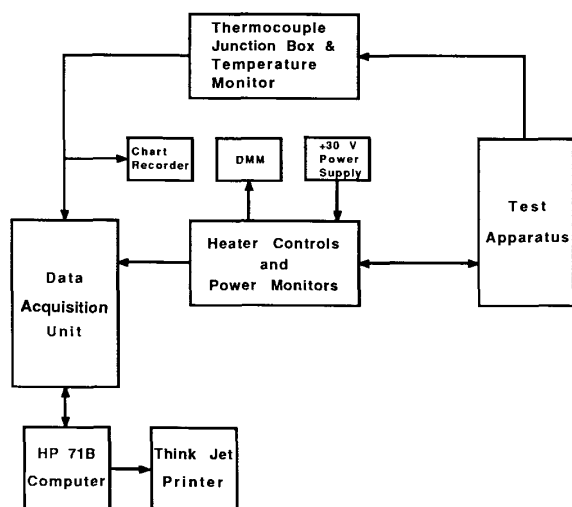 Thermocouple
Junction Box &
Temperature
Monitor
Chart
Recorder
DMM
+30 V
Power
Supply
Test
Apparatus
Heater Controls
and
Power Monitors
Data
Acquisition
Unit
HP 71B
Computer
Think Jet
Printer